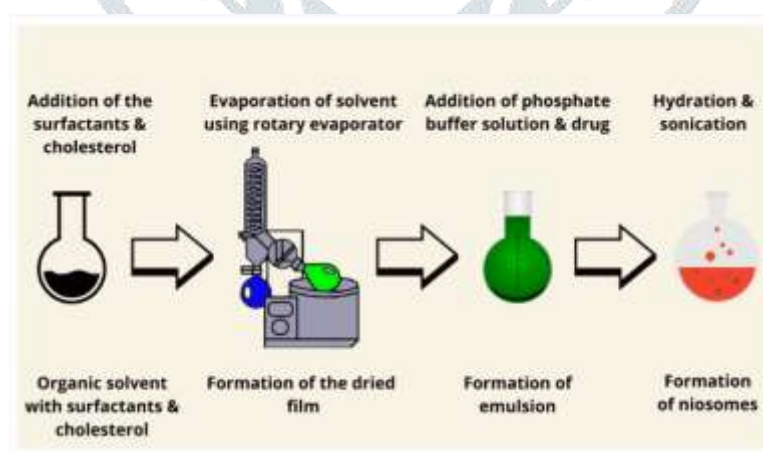 Addition of the
surfactants &
cholesterol
Evaporation of solvent
using rotary evaporator
Addition of phosphate
buffer solution & drug
Hydration &
sonication
Organic solvent
with surfactants &
cholesterol
Formation of the dried
film
Formation of
emulsion
Formation
of niosomes